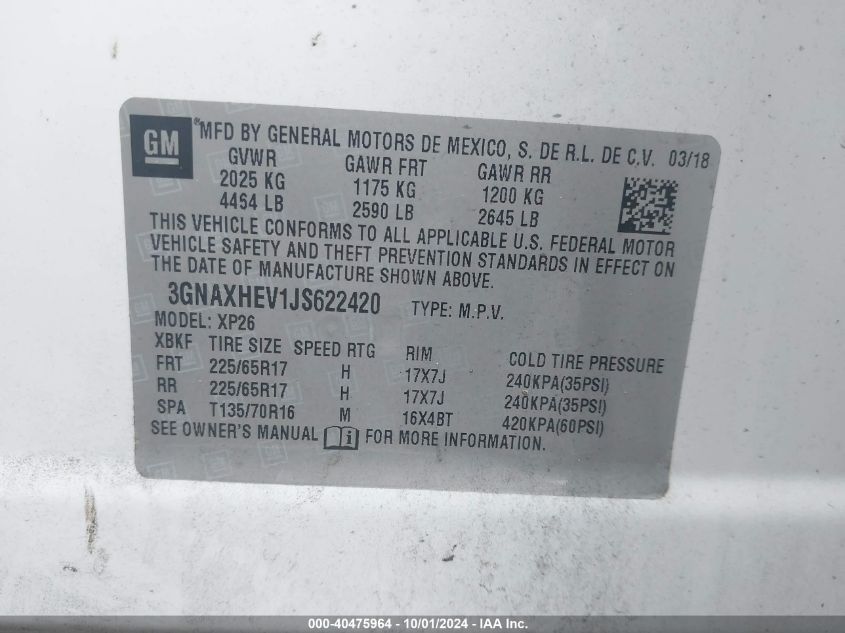 GM
®MFD BY GENERAL MOTORS DE MEXICO, S. DE R.L. DE C.V. 03/18
GVWR GAWR FRT GAWR RR
2025 KG 1175 KG 1200 KG
4464 LB 2590 LB 2645 LB
THIS VEHICLE CONFORMS TO ALL APPLICABLE U.S. FEDERAL MOTOR
VEHICLE SAFETY AND THEFT PREVENTION STANDARDS IN EFFECT ON
THE DATE OF MANUFACTURE SHOWN ABOVE.
3GNAXHEV1JS622420 TYPE: M.P.V.
MODEL: XP26
XBKF TIRE SIZE SPEED RTG RIM COLD TIRE PRESSURE
FRT 225/65R17 H 17X7J 240KPA(35PSI)
RR 225/65R17 H 17X7J 240KPA(35PSI)
SPA T135/70R16 M 16X4BT 420KPA(60PSI)
SEE OWNER'S MANUAL FOR MORE INFORMATION.
000-40475964 - 10/01/2024 - IAA Inc.